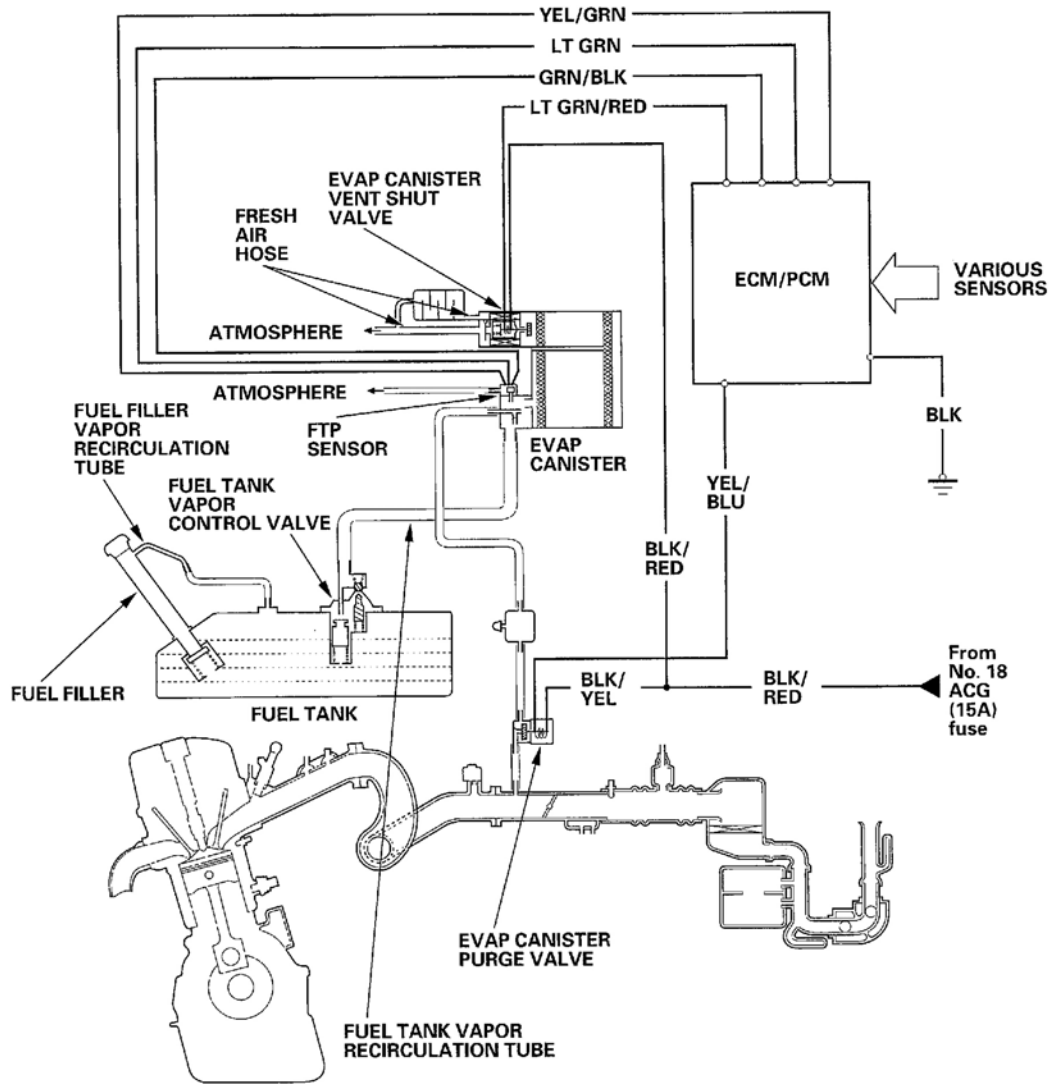 YEL/GRN
LT GRN
GRN/BLK
LT GRN/RED
EVAP CANISTER
VENT SHUT
VALVE
FRESH
AIR
HOSE
ECM/PCM
VARIOUS
SENSORS
ATMOSPHERE
ATMOSPHERE
FUEL FILLER
VAPOR
RECIRCULATION
TUBE
FTP
SENSOR
EVAP
CANISTER
BLK
FUEL TANK
VAPOR
CONTROL VALVE
YEL/
BLU
BLK/
RED
FUEL FILLER
FUEL TANK
BLK/
YEL
BLK/
RED
From
No. 18
ACG
(15A)
fuse
EVAP CANISTER
PURGE VALVE
FUEL TANK VAPOR
RECIRCULATION TUBE